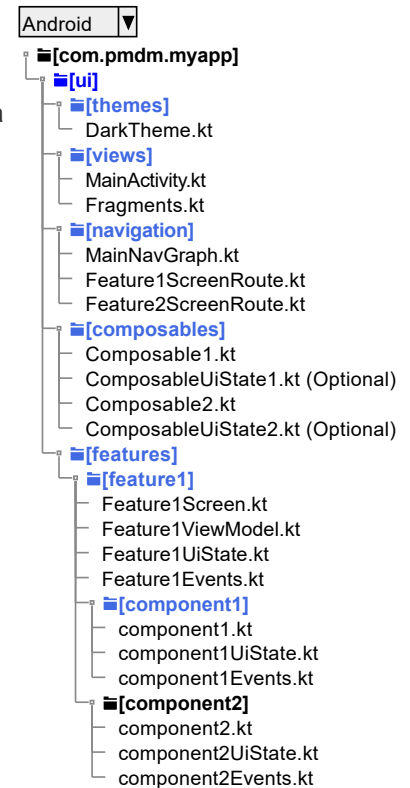 Android
[com.pmdm.myapp]
[ui]
[themes]
a
DarkTheme.kt
[views]
MainActivity.kt
Fragments.kt
[navigation]
MainNavGraph.kt
Feature1ScreenRoute.kt
Feature2ScreenRoute.kt
[composables]
Composable1.kt
ComposableUiState1.kt (Optional)
Composable2.kt
ComposableUiState2.kt (Optional)
[features]
[feature1]
Feature1Screen.kt
Feature1ViewModel.kt
Feature1UiState.kt
Feature1Events.kt
[component1]
component1.kt
component1UiState.kt
component1Events.kt
[component2]
component2.kt
component2UiState.kt
component2Events.kt